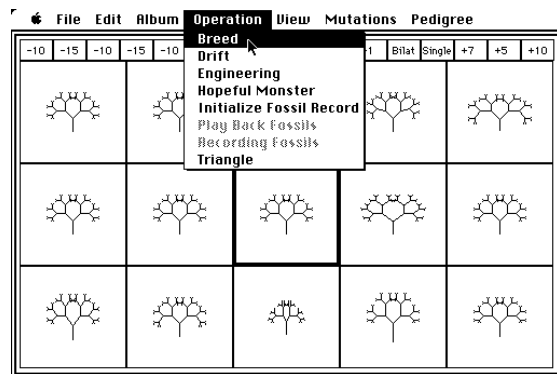 File Edit Album Operation View Mutations Pedigree
-10 -15 -10 -15 -10 Bilat Single +7 +5 +10
Breed
Drift
Engineering
Hopeful Monster
Initialize Fossil Record
Play Back Fossils
Recording Fossils
Triangle